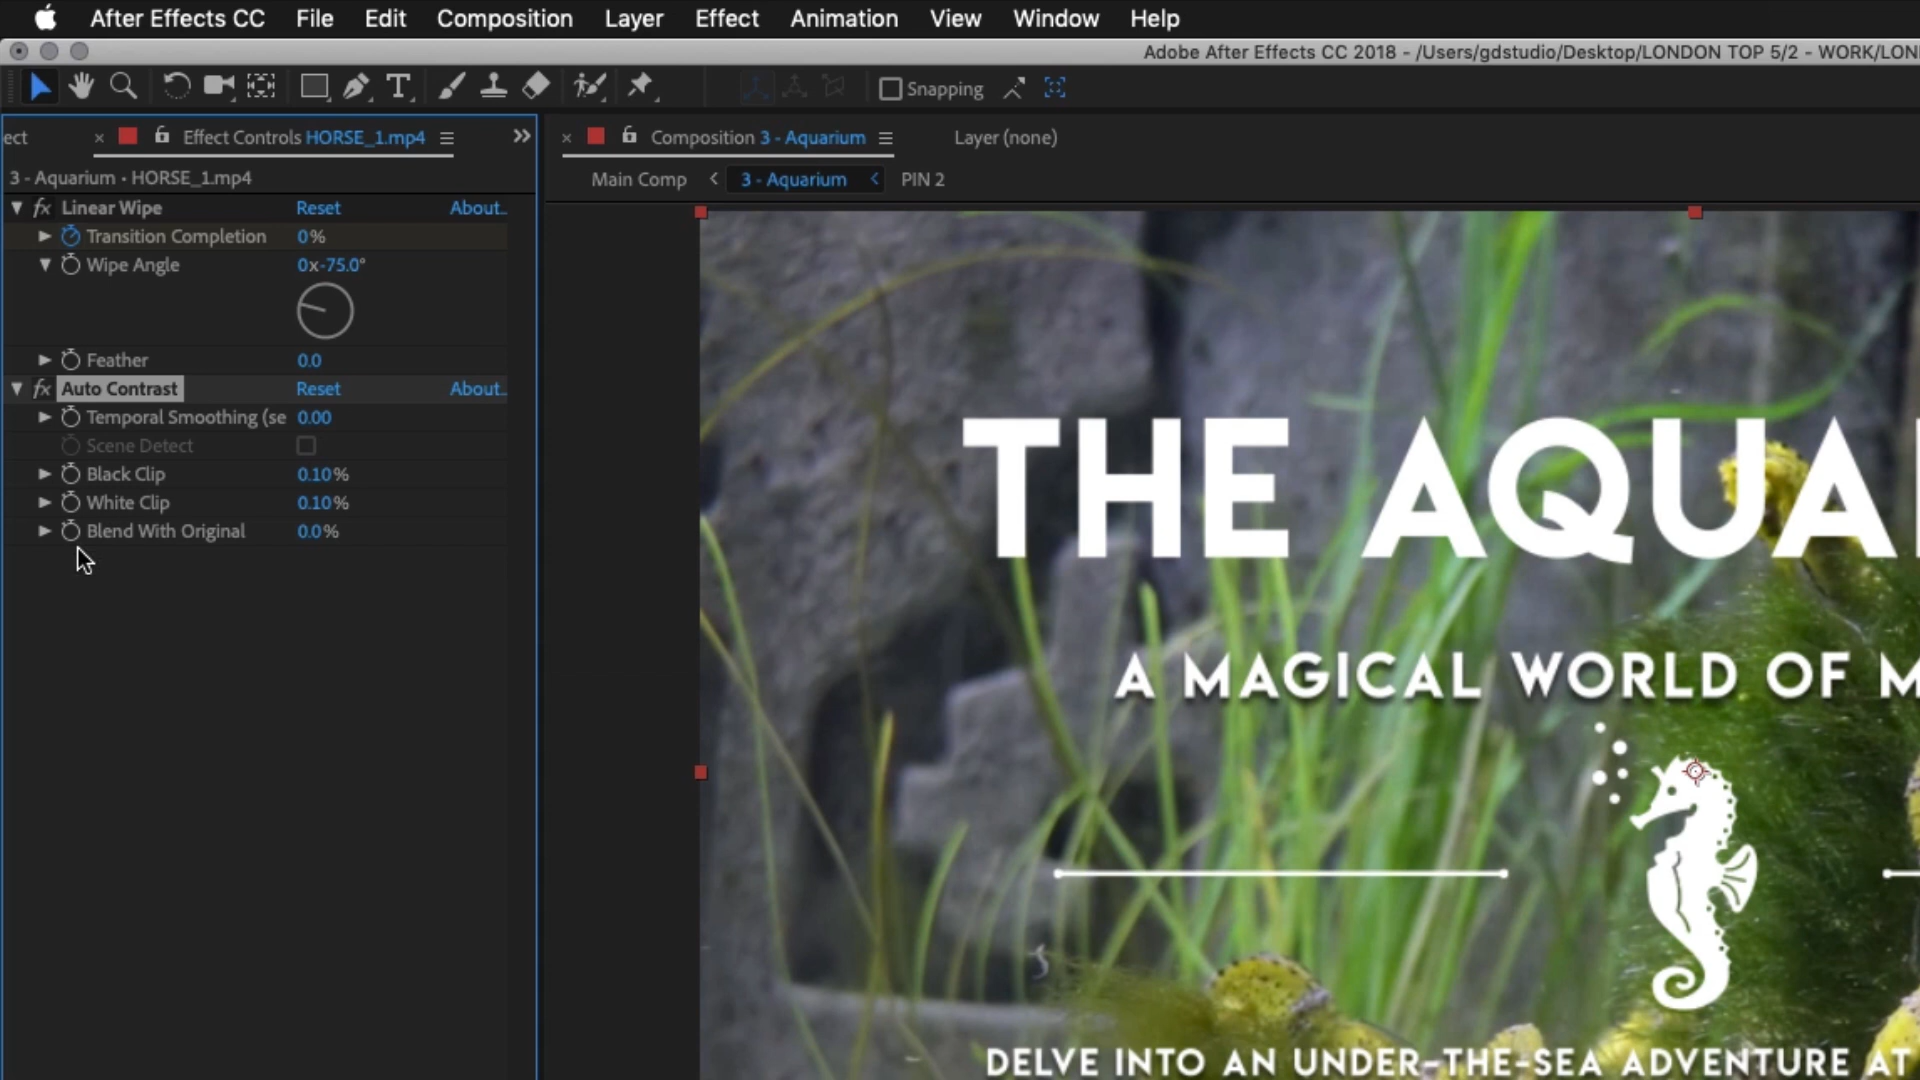 After Effects CC File Edit Composition Layer Effect Animation View Window Help
Adobe After Effects CC 2018 - /Users/gdstudio/Desktop/LONDON TOP 5/2 - WORK/LON
Snapping
ect × Effect Controls HORSE_1.mp4 × Composition 3 - Aquarium Layer (none)
3 - Aquarium • HORSE_1.mp4
Main Comp 3 - Aquarium PIN 2
fx Linear Wipe Reset About..
Transition Completion 0%
Wipe Angle 0x-75.0°
Feather 0.0
fx Auto Contrast Reset About..
Temporal Smoothing (se 0.00
Scene Detect
Black Clip 0.10%
White Clip 0.10%
Blend With Original 0.0%
THE AQUA
A MAGICAL WORLD OF M
DELVE INTO AN UNDER-THE-SEA ADVENTURE AT